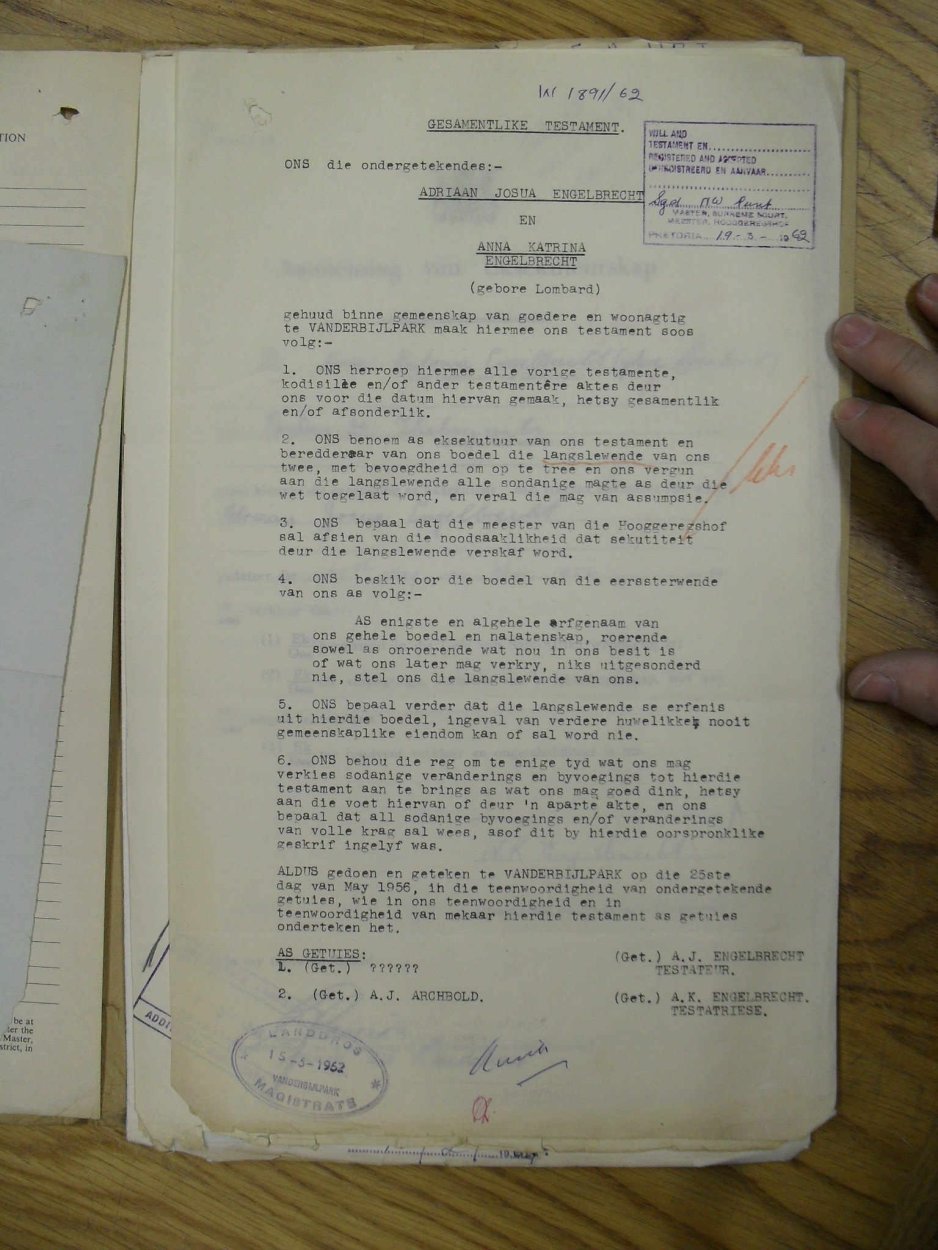 TION
W 1891/62
GESAMENTLIKE TESTAMENT.
WILL AND
TESTAMENT EN
REGISTERED AND ACCEPTED
GEREGISTREERD EN AANVAAR
Sgd.
MASTER, SUPREME COURT.
MEESTER, HOOGGEREGSHOF
PRETORIA 19-3-1962
ONS die ondergetekendes:-
ADRIAAN JOSUA ENGELBRECHT
EN
ANNA KATRINA
ENGELBRECHT
(gebore Lombard)
gehuud binne gemeenskap van goedere en woonagtig
te VANDERBIJLPARK maak hiermee ons testament soos
volg:-
1. ONS herroep hiermee alle vorige testamente,
kodisille en/of ander testamentêre aktes deur
ons voor die datum hiervan gemaak, hetsy gesamentlik
en/of afsonderlik.
2. ONS benoem as eksekutuur van ons testament en
beredderaar van ons boedel die langslewende van ons
twee, met bevoegdheid om op te tree en ons vergun
aan die langslewende alle sondanige magte as deur die
wet toegelaat word, en veral die mag van assumpsie.
3. ONS bepaal dat die meester van die Hooggeregshof
sal afsien van die noodsaaklikheid dat sekutiteit
deur die langslewende verskaf word.
4. ONS beskik oor die boedel van die eerssterwende
van ons as volg:-
AS enigste en algehele erfgenaam van
ons gehele boedel en nalatenskap, roerende
sowel as onroerende wat nou in ons besit is
of wat ons later mag verkry, niks uitgesonderd
nie, stel ons die langslewende van ons.
5. ONS bepaal verder dat die langslewende se erfenis
uit hierdie boedel, ingeval van verdere huwelikke, nooit
gemeenskaplike eiendom kan of sal word nie.
6. ONS behou die reg om te enige tyd wat ons mag
verkies sodanige veranderings en byvoegings tot hierdie
testament aan te brings as wat ons mag goed dink, hetsy
aan die voet hiervan of deur 'n aparte akte, en ons
bepaal dat all sodanige byvoegings en/of veranderings
van volle krag sal wees, asof dit by hierdie oorspronklike
geskrif ingelyf was.
ALDUS gedoen en geteken te VANDERBIJLPARK op die 25ste
dag van May 1956, in die teenwoordigheid van ondergetekende
getuies, wie in ons teenwoordigheid en in
teenwoordigheid van mekaar hierdie testament as getuies
onderteken het.
AS GETUIES:
1. (Get.) ??????
(Get.) A.J. ENGELBRECHT
TESTATEUR.
2. (Get.) A.J. ARCHBOLD.
(Get.) A.K. ENGELBRECHT.
TESTATRIESE.
LANDDROS
15-3-1962
VANDERBIJLPARK
MAGISTRATE
ADDI
be at
ter the
Master,
strict, in